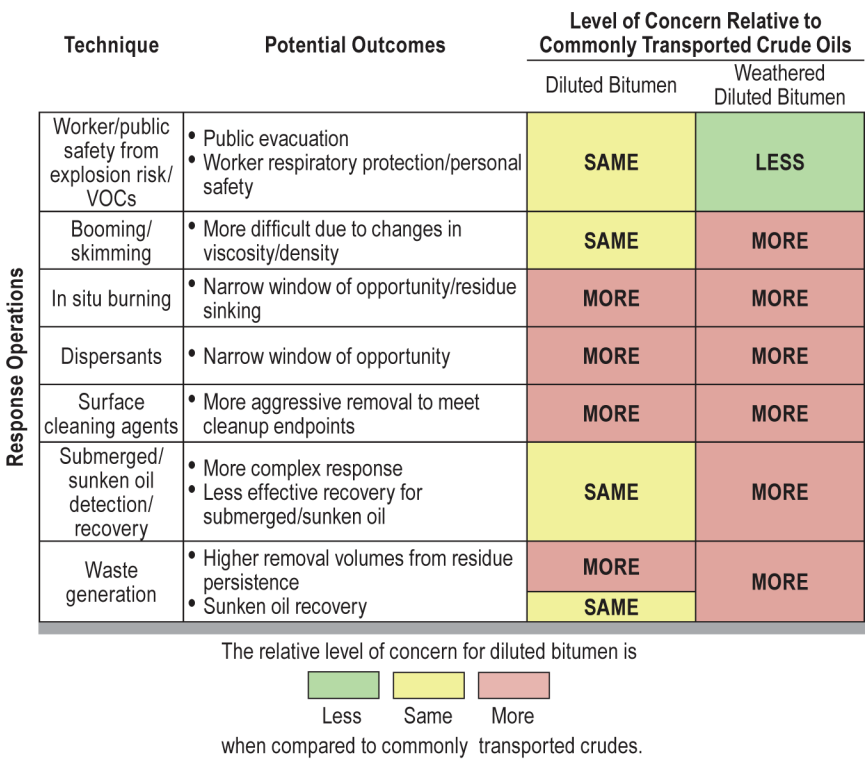 Technique
Potential Outcomes
Level of Concern Relative to
Commonly Transported Crude Oils
Diluted Bitumen
Weathered
Diluted Bitumen
Response Operations
Worker/public
safety from
explosion risk/
VOCs
• Public evacuation
• Worker respiratory protection/personal
safety
SAME
LESS
Booming/
skimming
• More difficult due to changes in
viscosity/density
SAME
MORE
In situ burning
• Narrow window of opportunity/residue
sinking
MORE
MORE
Dispersants
• Narrow window of opportunity
MORE
MORE
Surface
cleaning agents
• More aggressive removal to meet
cleanup endpoints
MORE
MORE
Submerged/
sunken oil
detection/
recovery
• More complex response
• Less effective recovery for
submerged/sunken oil
SAME
MORE
Waste
generation
• Higher removal volumes from residue
persistence
• Sunken oil recovery
MORE
SAME
MORE
The relative level of concern for diluted bitumen is
Less
Same
More
when compared to commonly transported crudes.